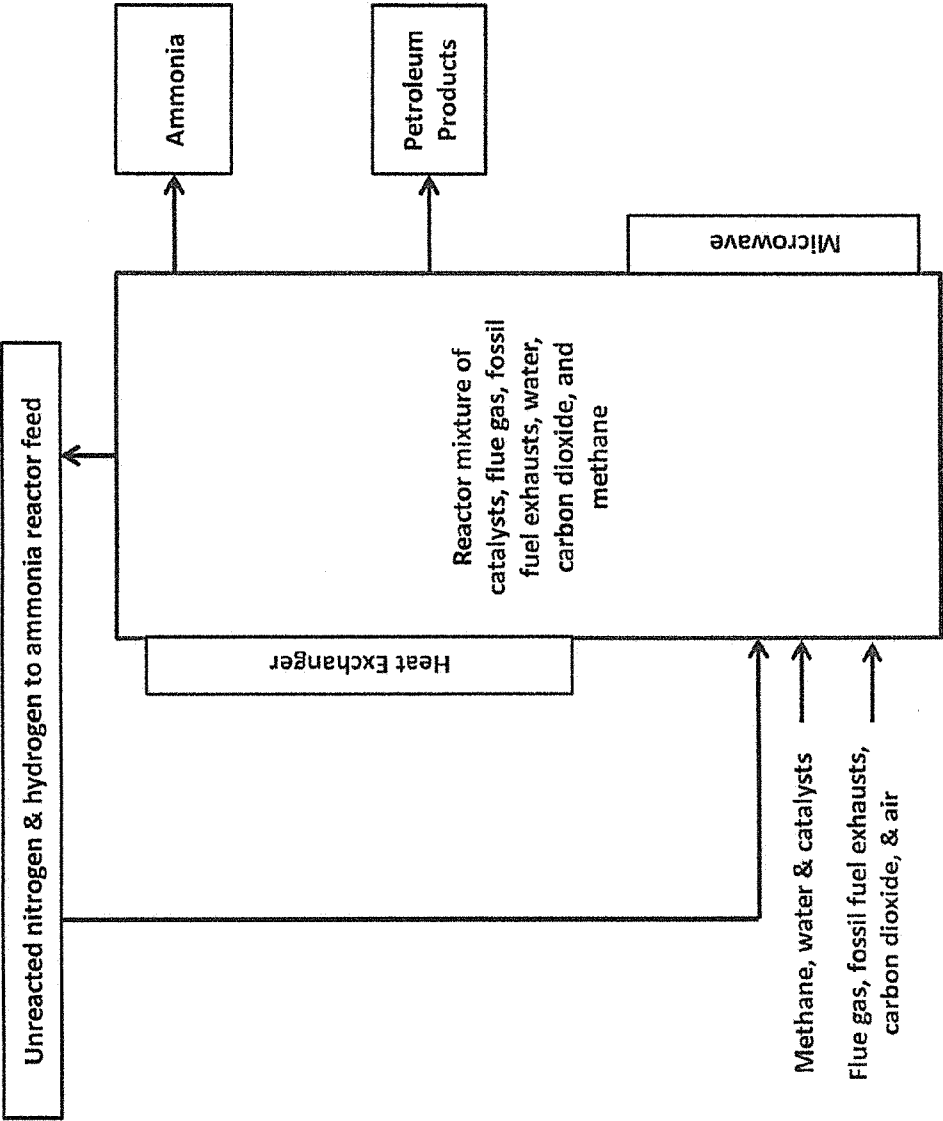 Unreacted nitrogen & hydrogen to ammonia reactor feed
Ammonia
Petroleum
Products
Heat Exchanger
Reactor mixture of
catalysts, flue gas, fossil
fuel exhausts, water,
carbon dioxide, and
methane
Microwave
Methane, water & catalysts
Flue gas, fossil fuel exhausts,
carbon dioxide, & air